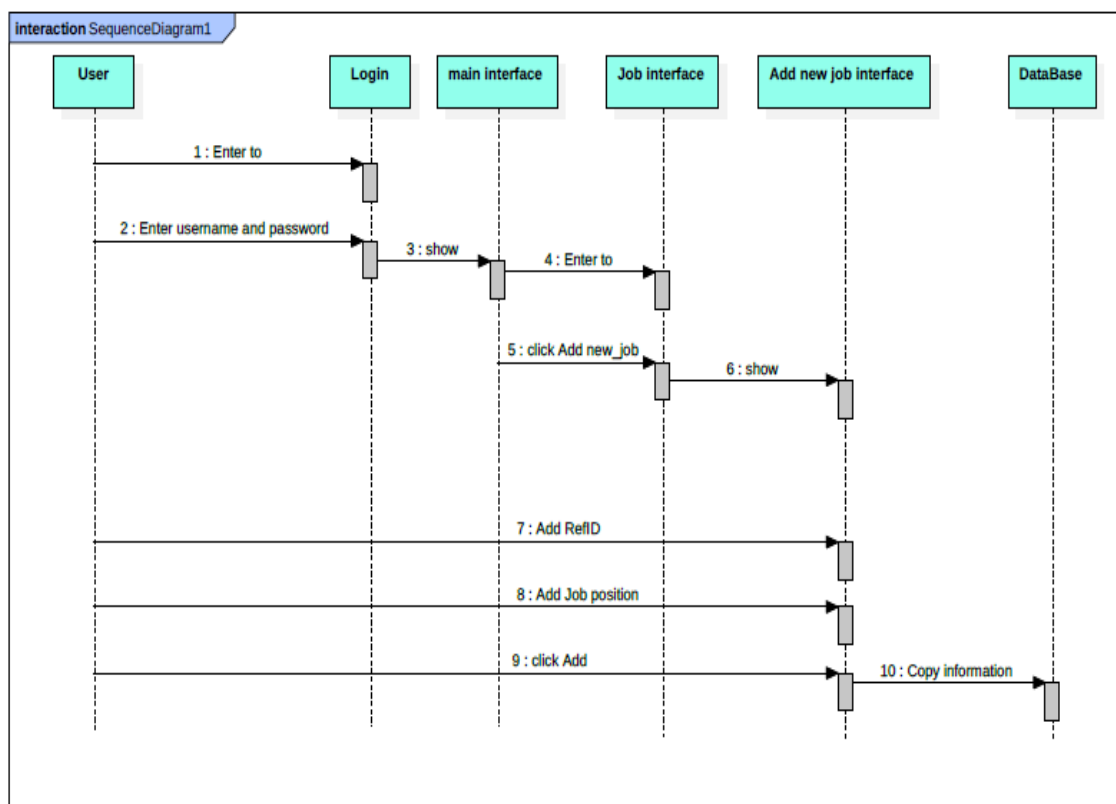 interaction SequenceDiagram1
User
Login
main interface
Job interface
Add new job interface
DataBase
1 : Enter to
2 : Enter username and password
3 : show
4 : Enter to
5 : click Add new_job
6 : show
7 : Add RefID
8 : Add Job position
9 : click Add
10 : Copy information